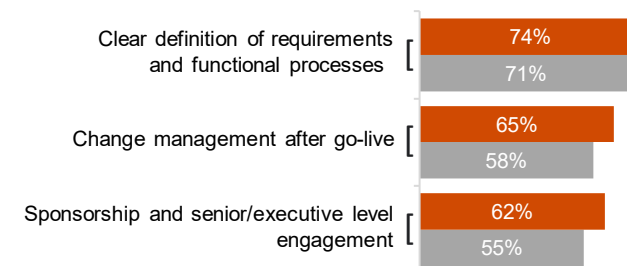 Clear definition of requirements
and functional processes
74%
71%
Change management after go-live
65%
58%
Sponsorship and senior/executive level
engagement
62%
55%